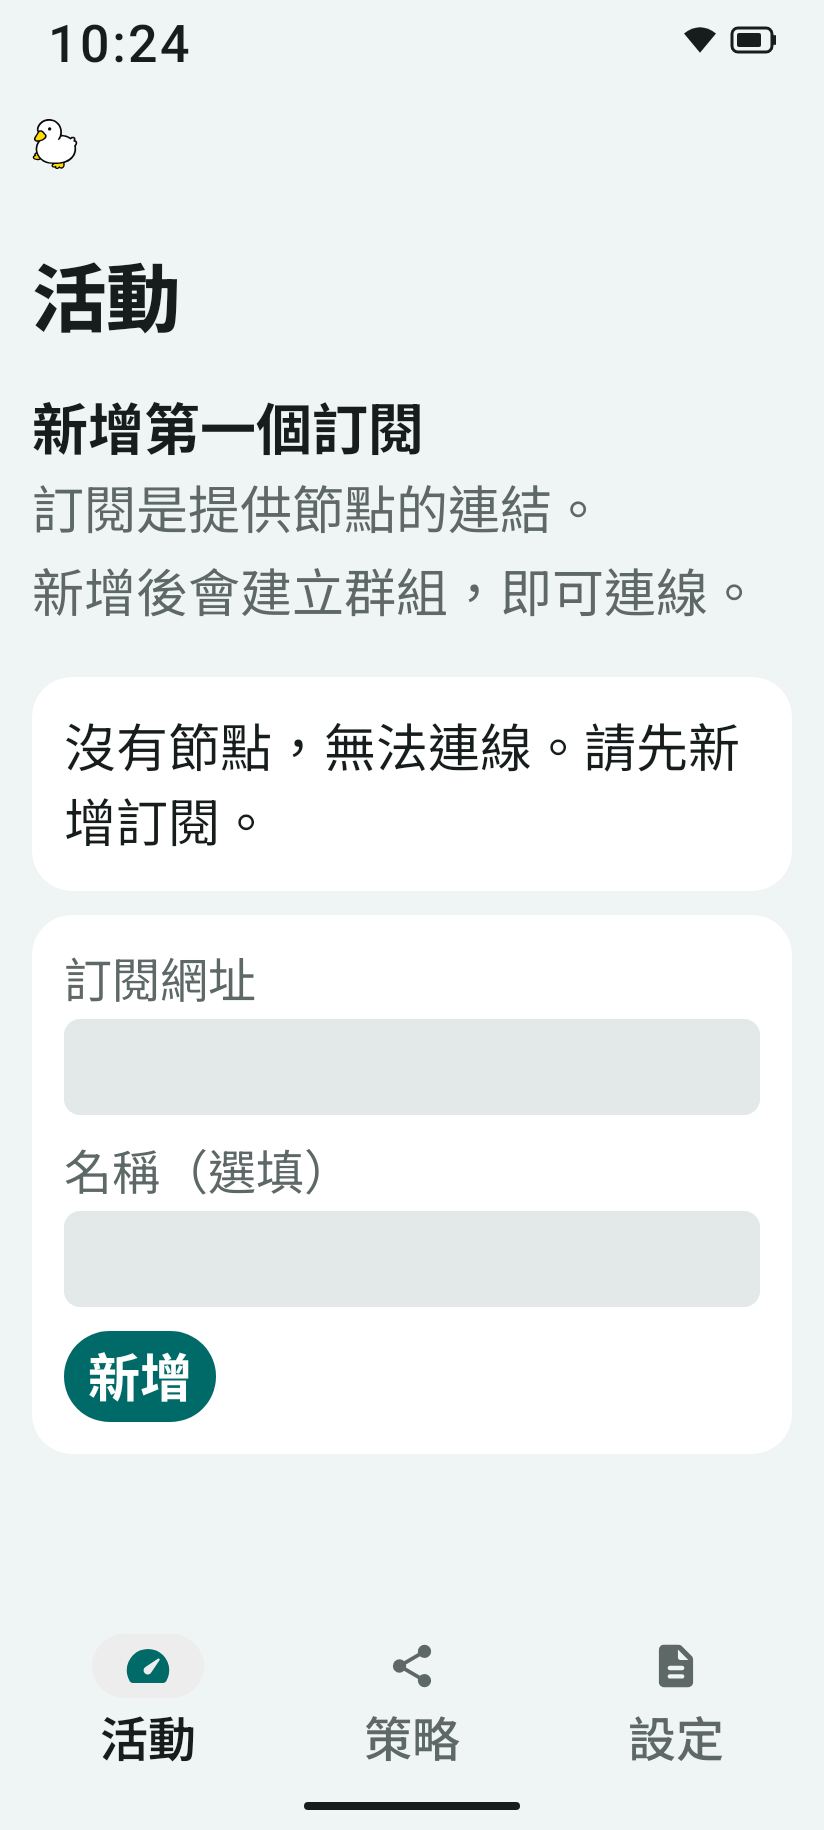 10:24
活動
新增第一個訂閱
訂閱是提供節點的連結。
新增後會建立群組，即可連線。
沒有節點，無法連線。請先新
增訂閱。
訂閱網址
名稱（選填）
新增
活動
策略
設定